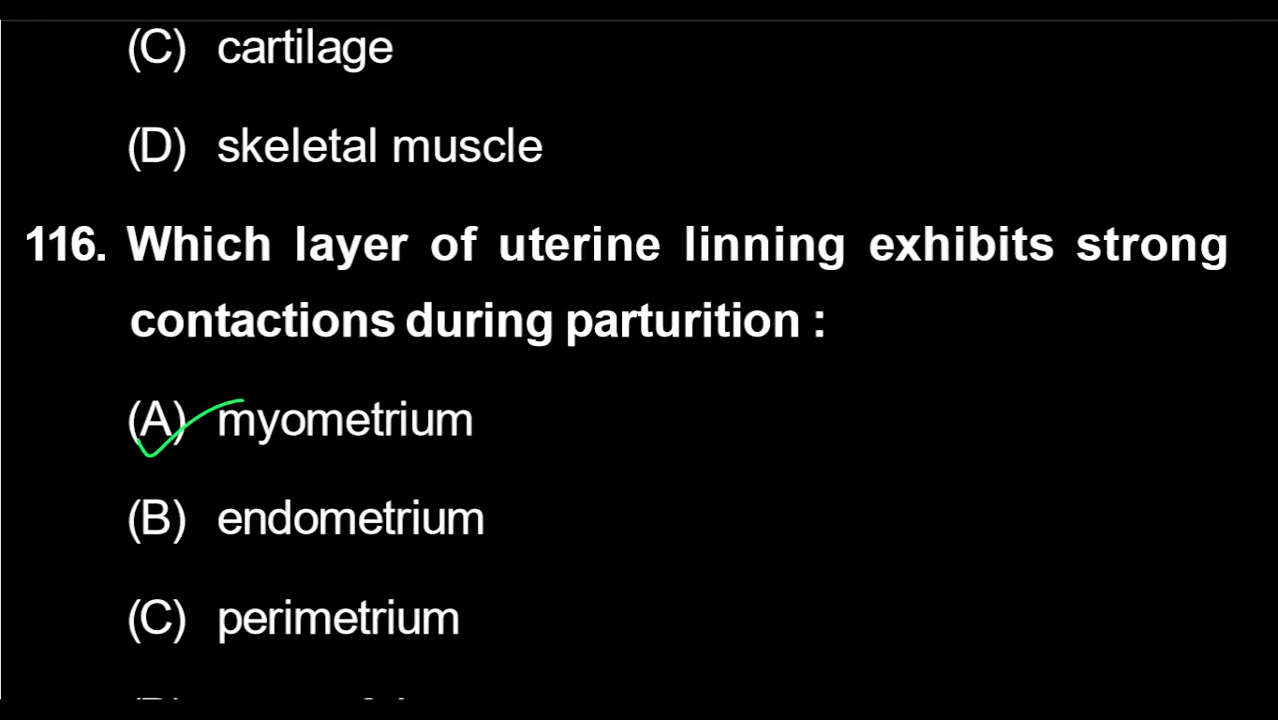 (C) cartilage
(D) skeletal muscle
116. Which layer of uterine linning exhibits strong
contactions during parturition :
(A) myometrium
(B) endometrium
(C) perimetrium